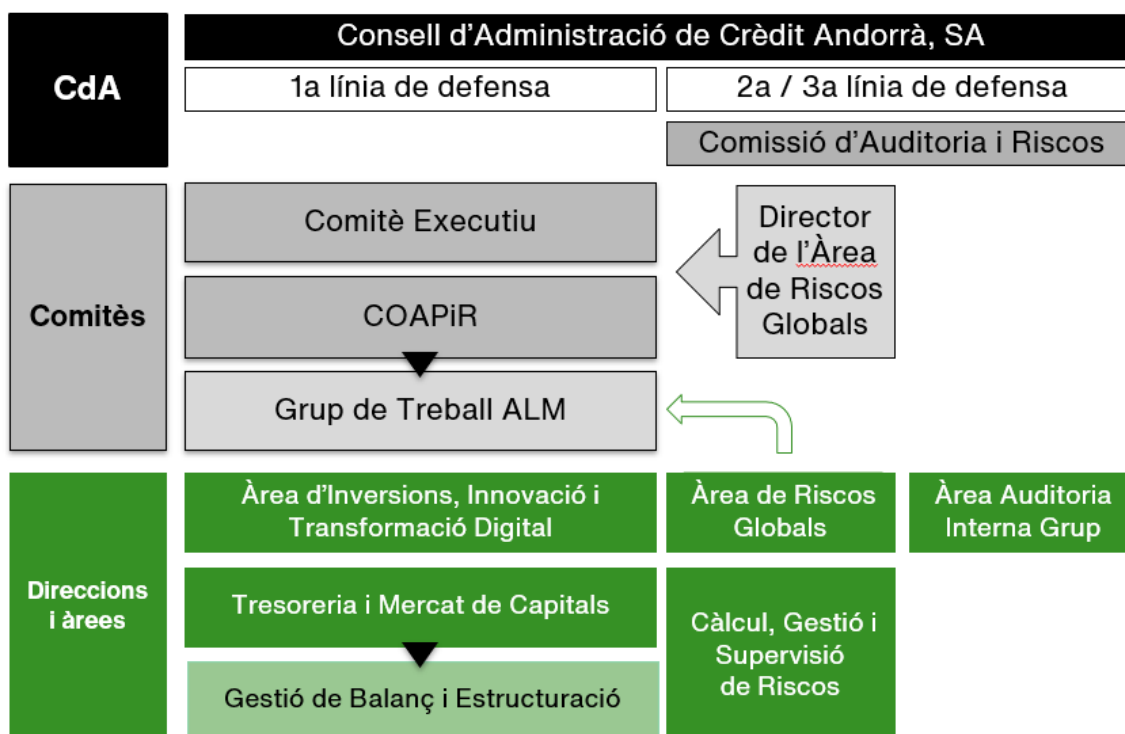 CdA
Consell d'Administració de Crèdit Andorrà, SA
1a línia de defensa
2a / 3a línia de defensa
Comissió d'Auditoria i Riscos
Comitès
Comitè Executiu
COAPiR
Grup de Treball ALM
Director
de l'Àrea
de Riscos
Globals
Direccions
i àrees
Àrea d'Inversions, Innovació i
Transformació Digital
Àrea de Riscos
Globals
Àrea Auditoria
Interna Grup
Tresoreria i Mercat de Capitals
Gestió de Balanç i Estructuració
Càlcul, Gestió i
Supervisió
de Riscos